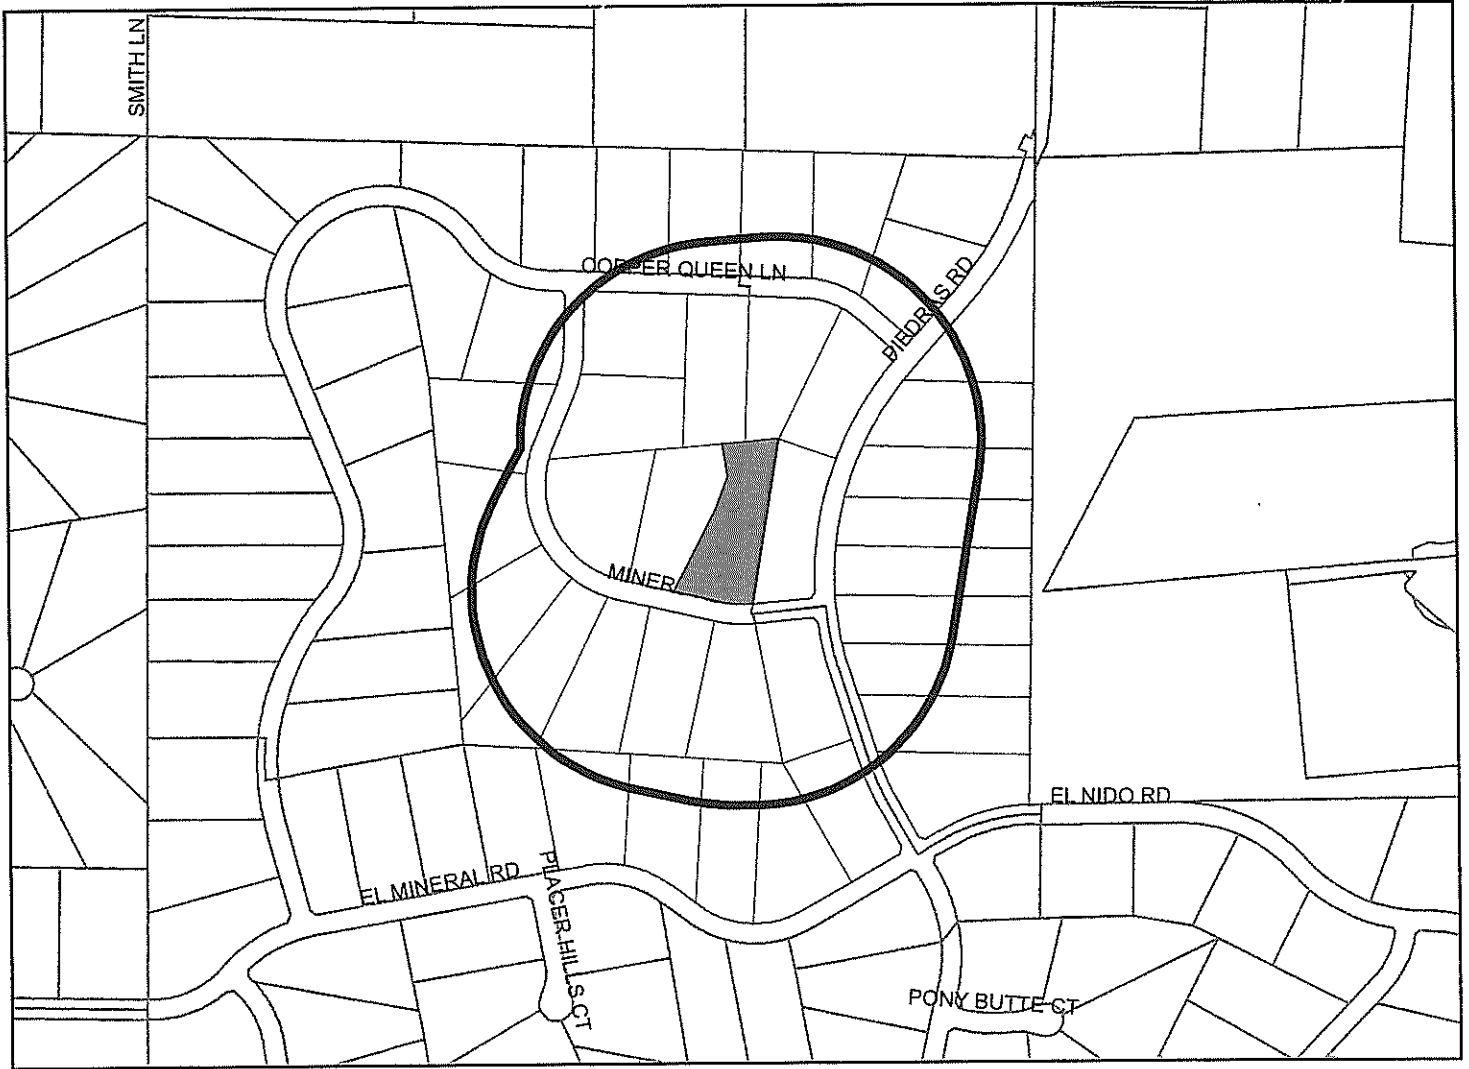 SMITH LN
COPPER QUEEN LN
PIEDRAS RD
MINER
EL NIDO RD
EL MINERAL RD
PLACER HILLS CT
PONY BUTTE CT